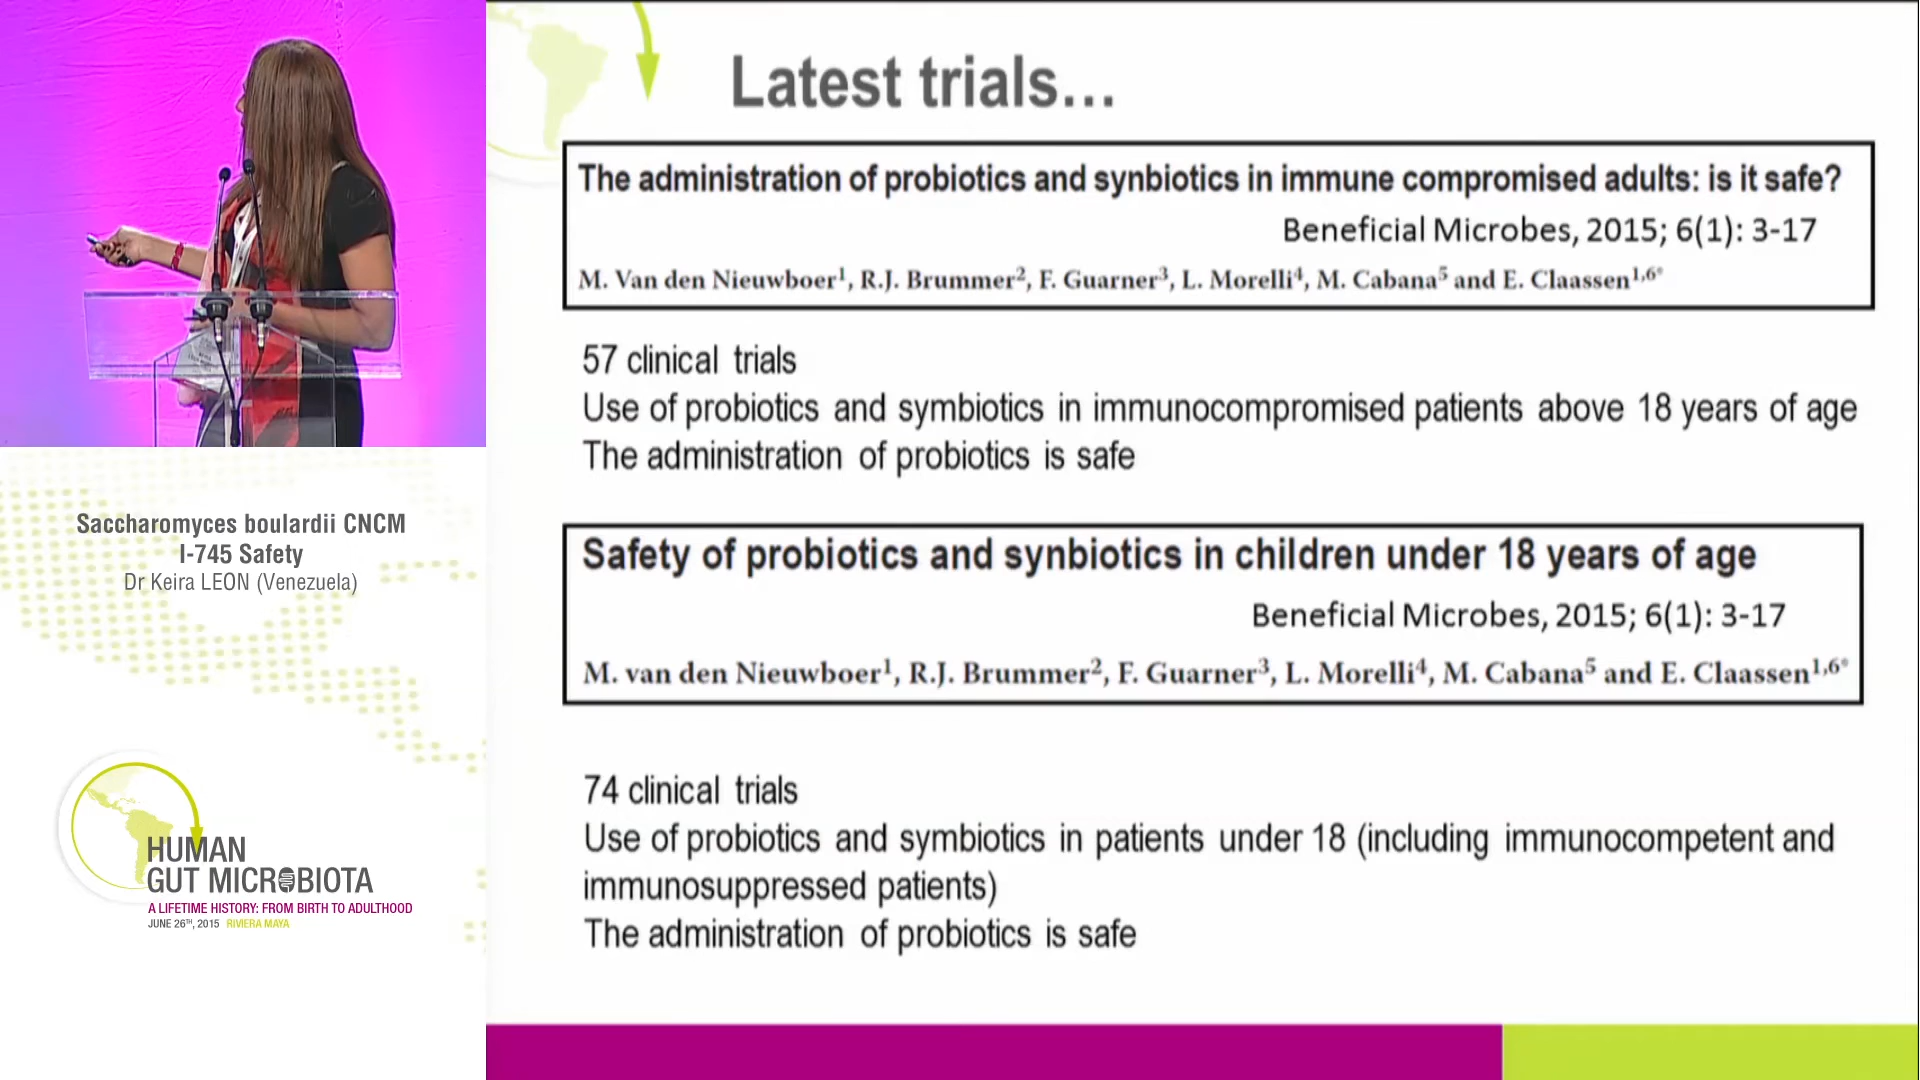 Latest trials…
The administration of probiotics and synbiotics in immune compromised adults: is it safe?
Beneficial Microbes, 2015; 6(1): 3-17
M. Van den Nieuwboer¹, R.J. Brummer², F. Guarner³, L. Morelli⁴, M. Cabana⁵ and E. Claassen¹,⁶*
57 clinical trials
Use of probiotics and symbiotics in immunocompromised patients above 18 years of age
The administration of probiotics is safe
Safety of probiotics and synbiotics in children under 18 years of age
Beneficial Microbes, 2015; 6(1): 3-17
M. van den Nieuwboer¹, R.J. Brummer², F. Guarner³, L. Morelli⁴, M. Cabana⁵ and E. Claassen¹,⁶*
74 clinical trials
Use of probiotics and symbiotics in patients under 18 (including immunocompetent and
immunosuppressed patients)
The administration of probiotics is safe
Saccharomyces boulardii CNCM
I-745 Safety
Dr Keira LEON (Venezuela)
HUMAN
GUT MICROBIOTA
A LIFETIME HISTORY: FROM BIRTH TO ADULTHOOD
JUNE 26TH, 2015 RIVIERA MAYA